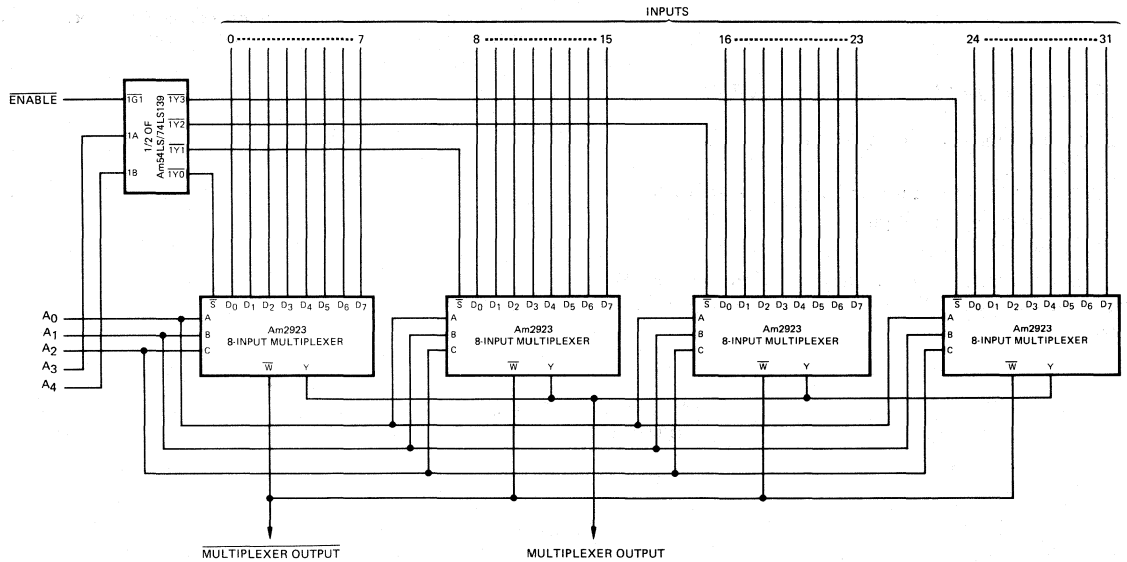 INPUTS
0 7 8 15 16 23 24 31
ENABLE
1G1 1Y3
1A 1Y2
1Y1
1B 1Y0
1/2 OF
Am54LS/74LS139
S D0 D1 D2 D3 D4 D5 D6 D7
S D0 D1 D2 D3 D4 D5 D6 D7
S D0 D1 D2 D3 D4 D5 D6 D7
S D0 D1 D2 D3 D4 D5 D6 D7
A0
A1
A2
A3
A4
A
B
C
Am2923
8-INPUT MULTIPLEXER
W Y
A
B
C
Am2923
8-INPUT MULTIPLEXER
W Y
A
B
C
Am2923
8-INPUT MULTIPLEXER
W Y
A
B
C
Am2923
8-INPUT MULTIPLEXER
W Y
MULTIPLEXER OUTPUT
MULTIPLEXER OUTPUT